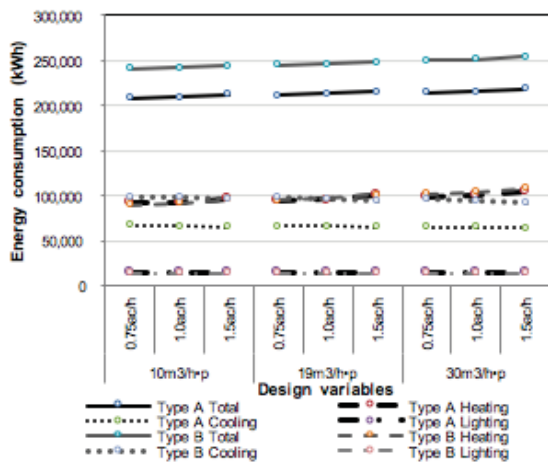 300,000
250,000
200,000
150,000
100,000
50,000
0
Energy consumption (kWh)
0.75ac/h
1.0ac/h
1.5ac/h
0.75ac/h
1.0ac/h
1.5ac/h
0.75ac/h
1.0ac/h
1.5ac/h
10m3/h•p
19m3/h•p
30m3/h•p
Design variables
Type A Total
Type A Heating
Type A Cooling
Type A Lighting
Type B Total
Type B Heating
Type B Cooling
Type B Lighting